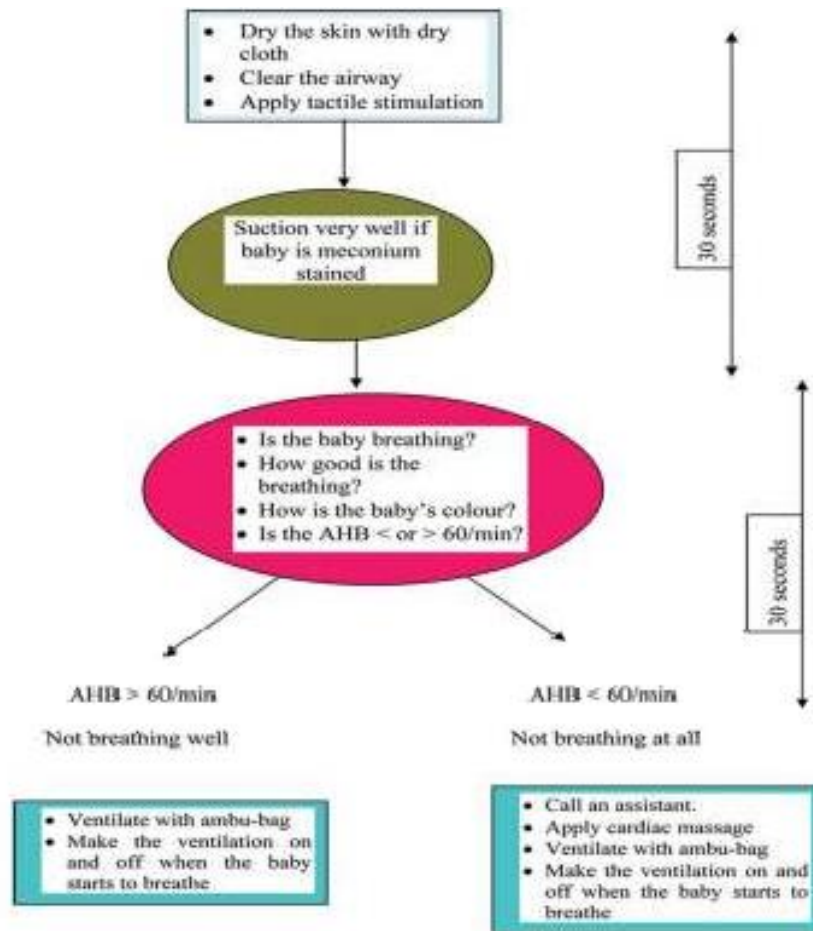 • Dry the skin with dry
cloth
• Clear the airway
• Apply tactile stimulation
Suction very well if
baby is meconium
stained
30 seconds
• Is the baby breathing?
• How good is the
breathing?
• How is the baby's colour?
• Is the AHB < or > 60/min?
30 seconds
AHB > 60/min
Not breathing well
AHB < 60/min
Not breathing at all
• Ventilate with ambu-bag
• Make the ventilation on
and off when the baby
starts to breathe
• Call an assistant.
• Apply cardiac massage
• Ventilate with ambu-bag
• Make the ventilation on and
off when the baby starts to
breathe